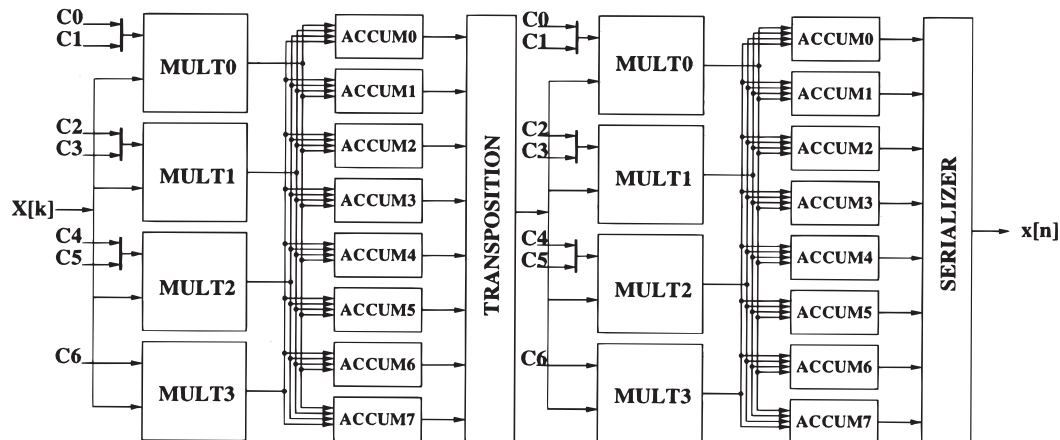 C0
C1
MULT0
C2
C3
MULT1
X[k]
C4
C5
MULT2
C6
MULT3
ACCUM0
ACCUM1
ACCUM2
ACCUM3
ACCUM4
ACCUM5
ACCUM6
ACCUM7
TRANSPOSITION
C0
C1
MULT0
C2
C3
MULT1
C4
C5
MULT2
C6
MULT3
ACCUM0
ACCUM1
ACCUM2
ACCUM3
ACCUM4
ACCUM5
ACCUM6
ACCUM7
SERIALIZER
x[n]